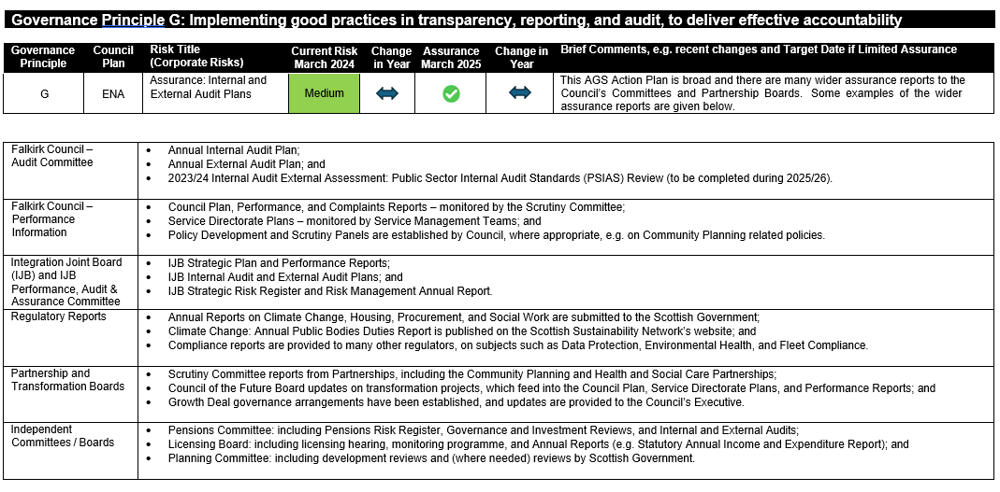 Governance Principle G: Implementing good practices in transparency, reporting, and audit, to deliver effective accountability
Governance Principle
Council Plan
Risk Title (Corporate Risks)
Current Risk March 2024
Change in Year
Assurance March 2025
Change in Year
Brief Comments, e.g. recent changes and Target Date if Limited Assurance
G
ENA
Assurance: Internal and
External Audit Plans
Medium
This AGS Action Plan is broad and there are many wider assurance reports to the
Council's Committees and Partnership Boards. Some examples of the wider
assurance reports are given below.
Falkirk Council –
Audit Committee
• Annual Internal Audit Plan;
• Annual External Audit Plan; and
• 2023/24 Internal Audit External Assessment: Public Sector Internal Audit Standards (PSIAS) Review (to be completed during 2025/26).
Falkirk Council –
Performance
Information
• Council Plan, Performance, and Complaints Reports – monitored by the Scrutiny Committee;
• Service Directorate Plans – monitored by Service Management Teams; and
• Policy Development and Scrutiny Panels are established by Council, where appropriate, e.g. on Community Planning related policies.
Integration Joint Board
(IJB) and IJB
Performance, Audit &
Assurance Committee
• IJB Strategic Plan and Performance Reports;
• IJB Internal Audit and External Audit Plans; and
• IJB Strategic Risk Register and Risk Management Annual Report.
Regulatory Reports
• Annual Reports on Climate Change, Housing, Procurement, and Social Work are submitted to the Scottish Government;
• Climate Change: Annual Public Bodies Duties Report is published on the Scottish Sustainability Network's website; and
• Compliance reports are provided to many other regulators, on subjects such as Data Protection, Environmental Health, and Fleet Compliance.
Partnership and
Transformation Boards
• Scrutiny Committee reports from Partnerships, including the Community Planning and Health and Social Care Partnerships;
• Council of the Future Board updates on transformation projects, which feed into the Council Plan, Service Directorate Plans, and Performance Reports; and
• Growth Deal governance arrangements have been established, and updates are provided to the Council's Executive.
Independent
Committees / Boards
• Pensions Committee: including Pensions Risk Register, Governance and Investment Reviews, and Internal and External Audits;
• Licensing Board: including licensing hearing, monitoring programme, and Annual Reports (e.g. Statutory Annual Income and Expenditure Report); and
• Planning Committee: including development reviews and (where needed) reviews by Scottish Government.